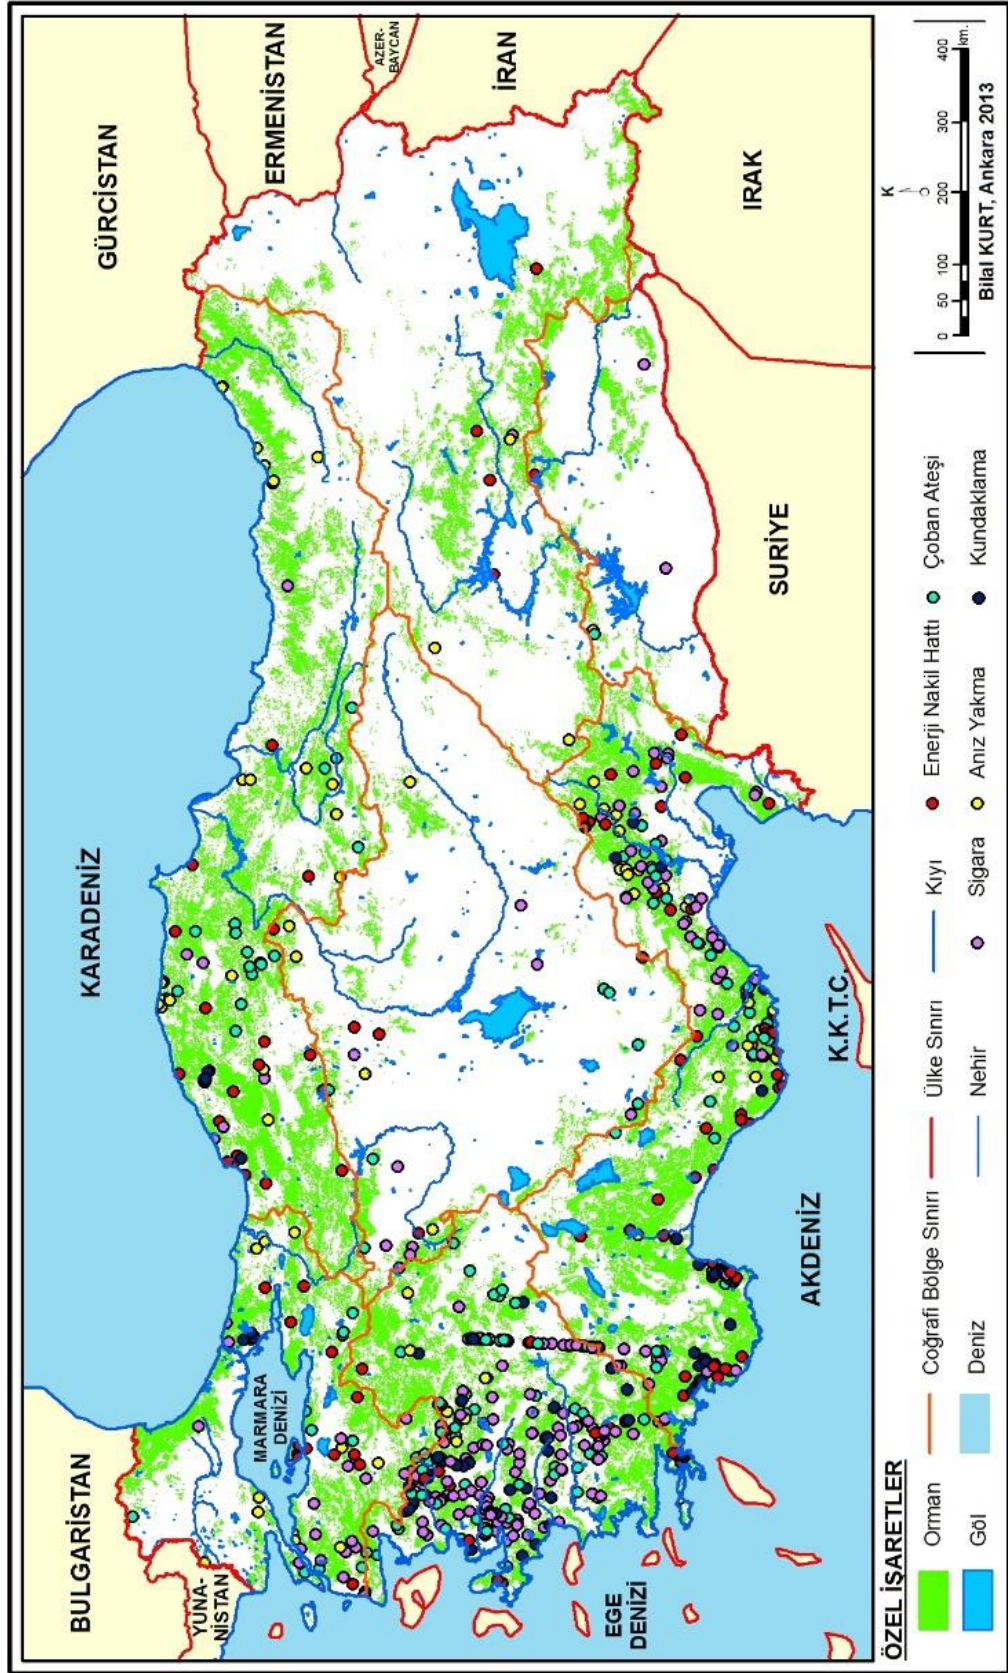 BULGARİSTAN
YUNA-
NİSTAN
KARADENİZ
GÜRCİSTAN
ERMENİSTAN
AZER-
BAYCAN
İRAN
MARMARA
DENİZİ
EGE
DENİZİ
AKDENİZ
K.K.T.C.
SURİYE
IRAK
ÖZEL İŞARETLER
Orman
Coğrafi Bölge Sınırı
Ülke Sınırı
Kıyı
Enerji Nakil Hattı
Çoban Ateşi
Göl
Deniz
Nehir
Sigara
Anız Yakma
Kundaklama
K
0 50 100 200 300 400
km.
Bilal KURT, Ankara 2013